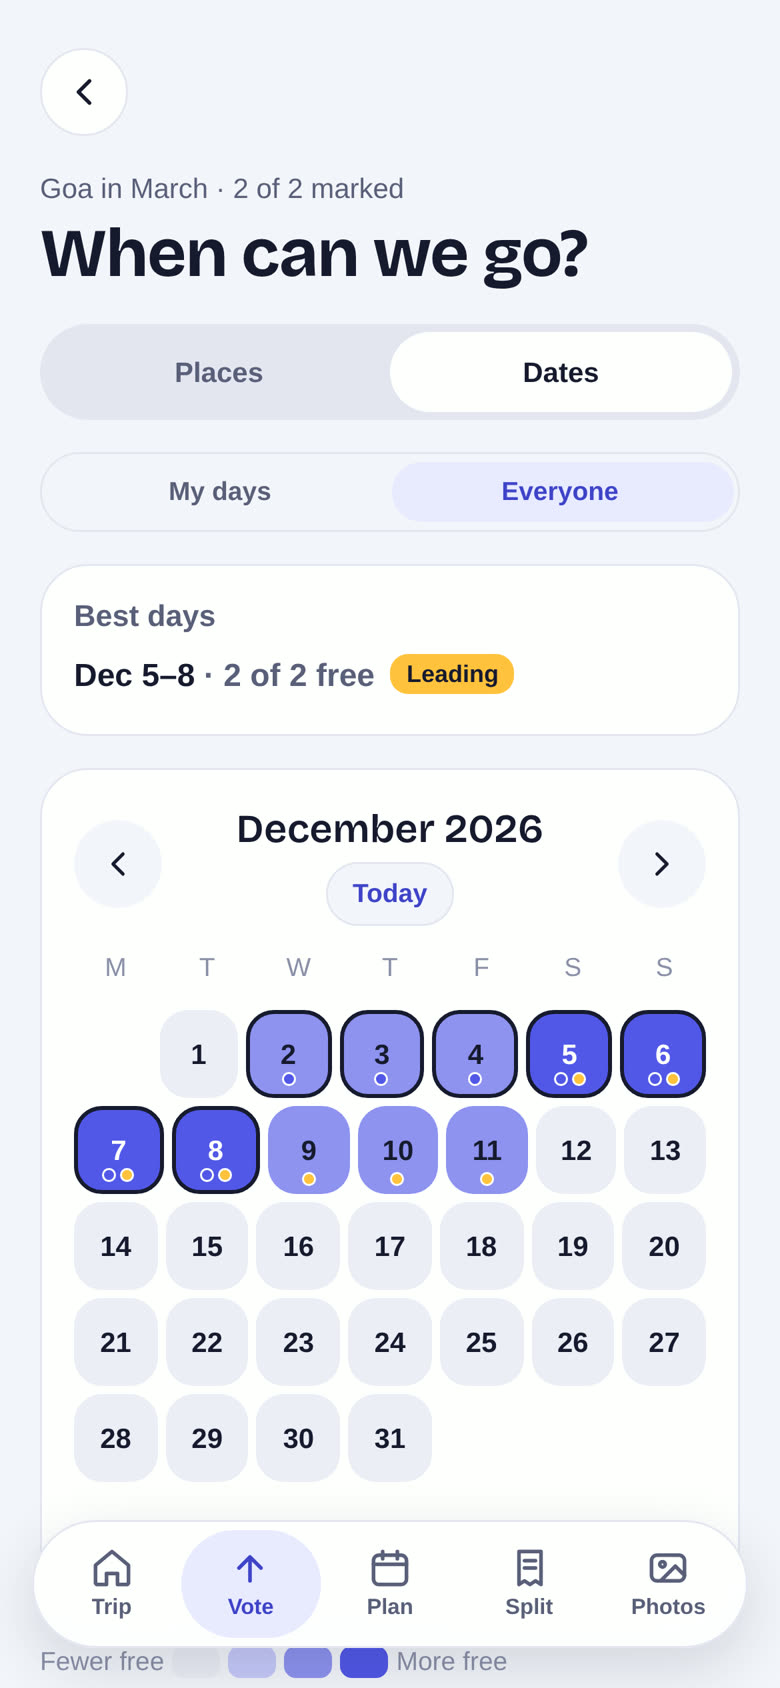 Goa in March · 2 of 2 marked
When can we go?
Places Dates
My days Everyone
Best days
Dec 5–8 · 2 of 2 free Leading
December 2026
Today
M T W T F S S
1 2 3 4 5 6
7 8 9 10 11 12 13
14 15 16 17 18 19 20
21 22 23 24 25 26 27
28 29 30 31
Trip Vote Plan Split Photos
Fewer free More free